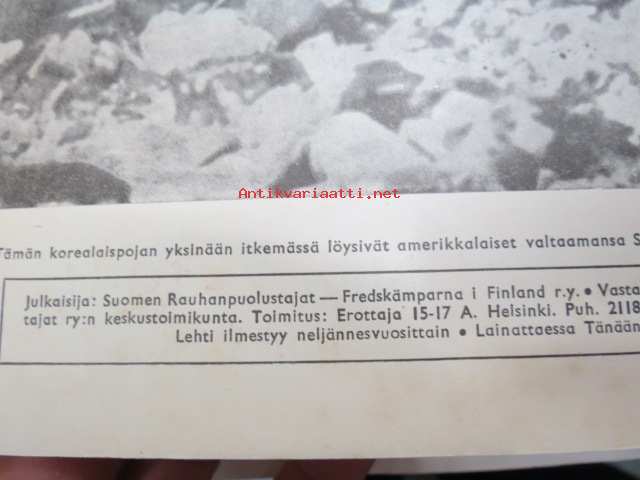 Antikvariaatti.net
Tämän korealaispojan yksinään itkemässä löysivät amerikkalaiset valtaamansa S
Julkaisija: Suomen Rauhanpuolustajat — Fredskämparna i Finland r.y. • Vasta
tajat ry:n keskustoimikunta. Toimitus: Erottaja 15-17 A. Helsinki. Puh. 2118
Lehti ilmestyy neljännesvuosittain • Lainattaessa Tänään